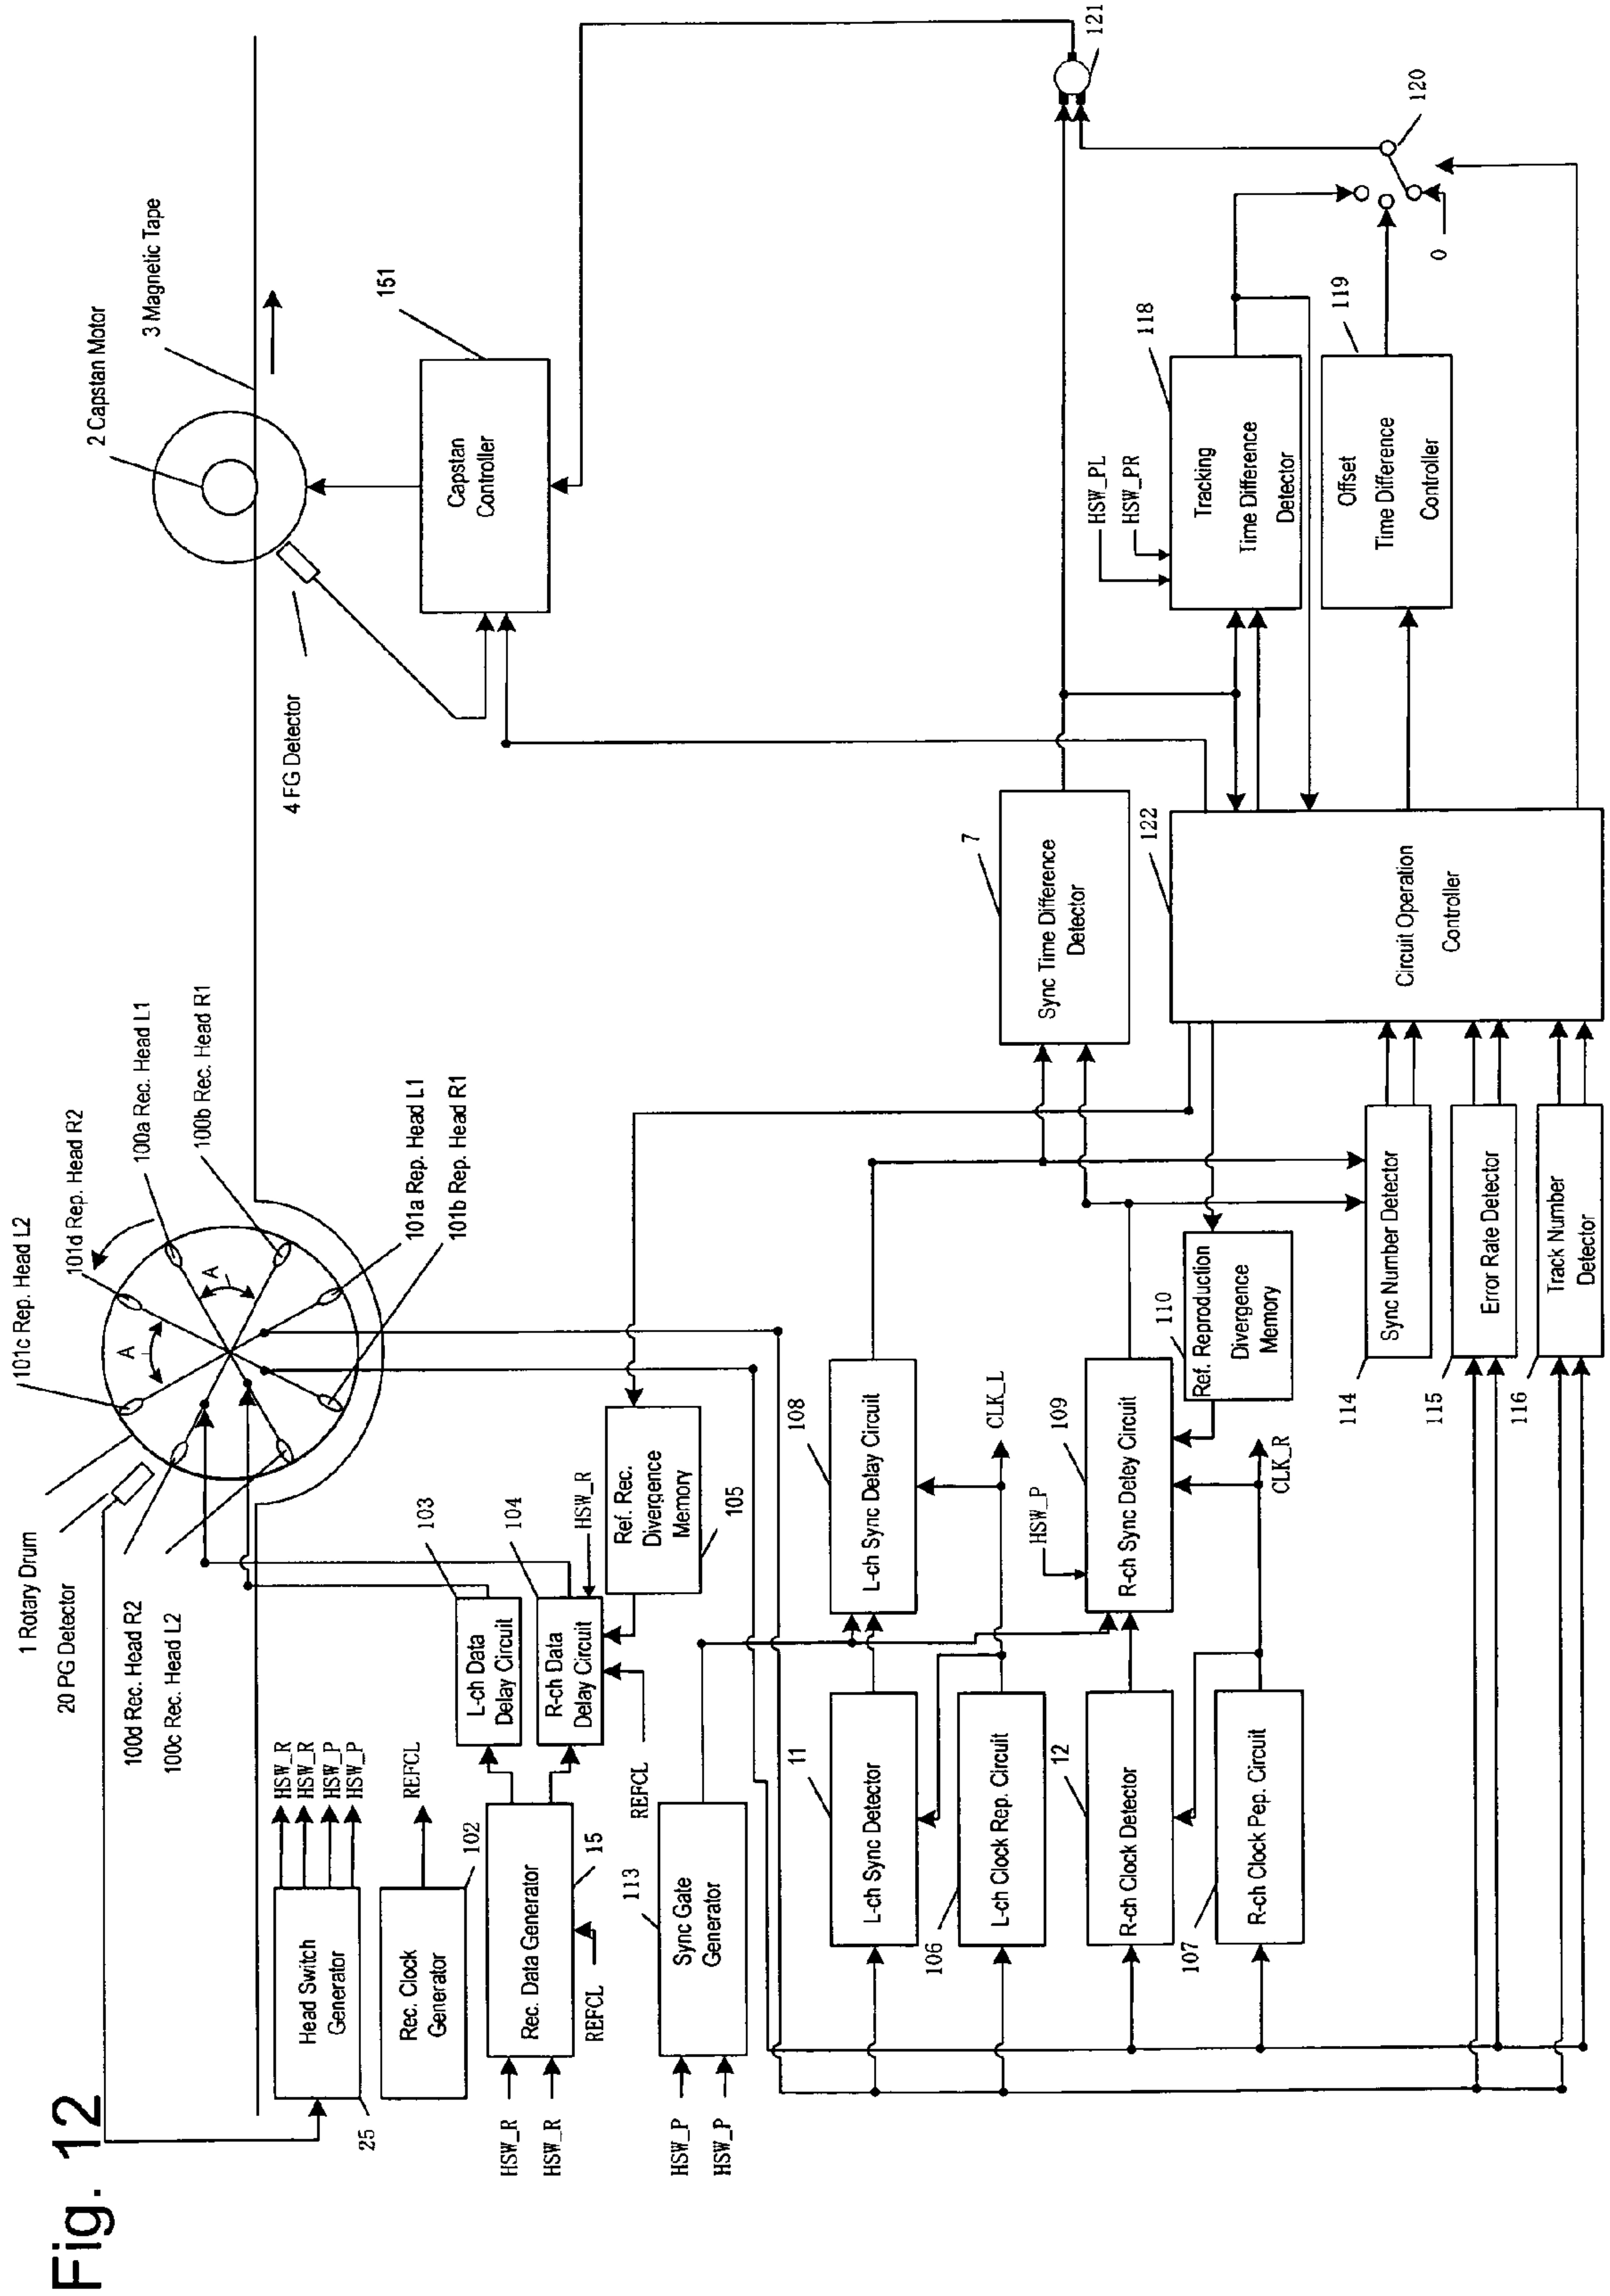 Fig. 12
1 Rotary Drum
20 PG Detector
100d Rec. Head R2
100c Rec. Head L2
101c Rep. Head L2
101d Rep. Head R2
100a Rec. Head L1
100b Rec. Head R1
101a Rep. Head L1
101b Rep. Head R1
A
A
2 Capstan Motor
3 Magnetic Tape
4 FG Detector
151
Capstan
Controller
Head Switch
Generator
25
HSW_R
HSW_R
HSW_P
HSW_P
Rec. Clock
Generator
102
REFCL
HSW_R
HSW_R
Rec. Data Generator
15
REFCL
L-ch Data
Delay Circuit
103
R-ch Data
Delay Circuit
104
HSW_R
REFCL
Ref. Rec.
Divergence
Memory
105
HSW_P
HSW_P
113
Sync Gate
Generator
11
L-ch Sync Detector
106
L-ch Clock Rep. Circuit
12
R-ch Clock Detector
107
R-ch Clock Pep. Circuit
108
L-ch Sync Delay Circuit
CLK_L
HSW_P
109
R-ch Sync Deley Circuit
CLK_R
110
Ref. Reproduction
Divergence
Memory
114
Sync Number Detector
115
Error Rate Detector
116
Track Number
Detector
7
Sync Time Difference
Detector
122
Circuit Operation
Controller
HSW_PL
HSW_PR
118
Tracking
Time Difference
Detector
119
Offset
Time Difference
Controller
0
120
121